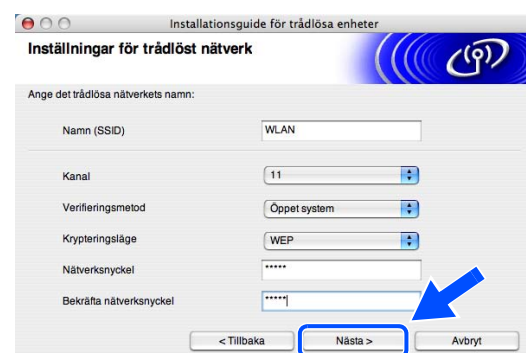 Installationsguide för trådlösa enheter
Inställningar för trådlöst nätverk
Ange det trådlösa nätverkets namn:
Namn (SSID) WLAN
Kanal 11
Verifieringsmetod Öppet system
Krypteringsläge WEP
Nätverksnyckel *****
Bekräfta nätverksnyckel *****
< Tillbaka Nästa > Avbryt